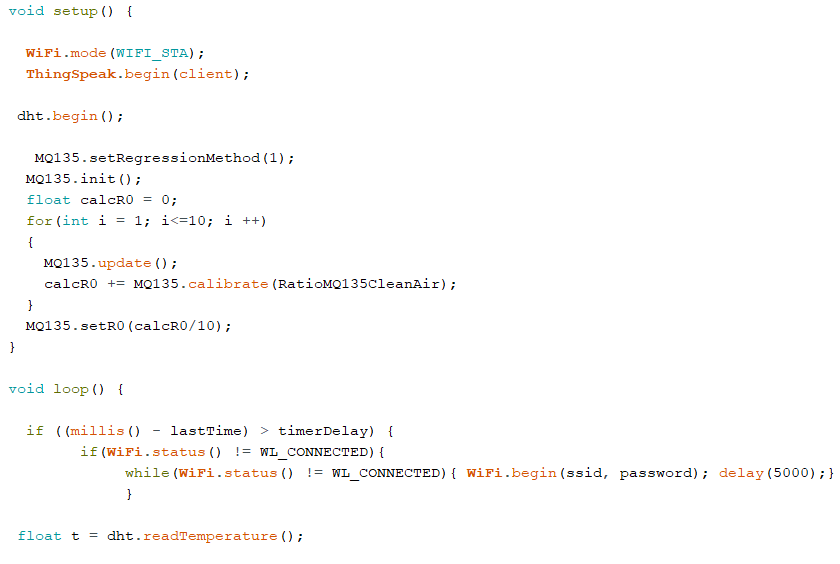 void setup() {
WiFi.mode(WIFI_STA);
ThingSpeak.begin(client);
dht.begin();
MQ135.setRegressionMethod(1);
MQ135.init();
float calcR0 = 0;
for(int i = 1; i<=10; i ++)
{
MQ135.update();
calcR0 += MQ135.calibrate(RatioMQ135CleanAir);
}
MQ135.setR0(calcR0/10);
}
void loop() {
if ((millis() - lastTime) > timerDelay) {
if(WiFi.status() != WL_CONNECTED){
while(WiFi.status() != WL_CONNECTED){ WiFi.begin(ssid, password); delay(5000);}
}
float t = dht.readTemperature();